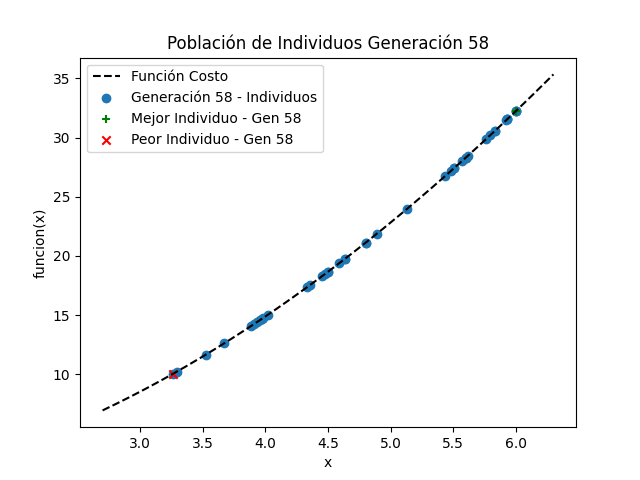 Población de Individuos Generación 58
Función Costo
Generación 58 - Individuos
Mejor Individuo - Gen 58
Peor Individuo - Gen 58
funcion(x)
35
30
25
20
15
10
3.0 3.5 4.0 4.5 5.0 5.5 6.0
x